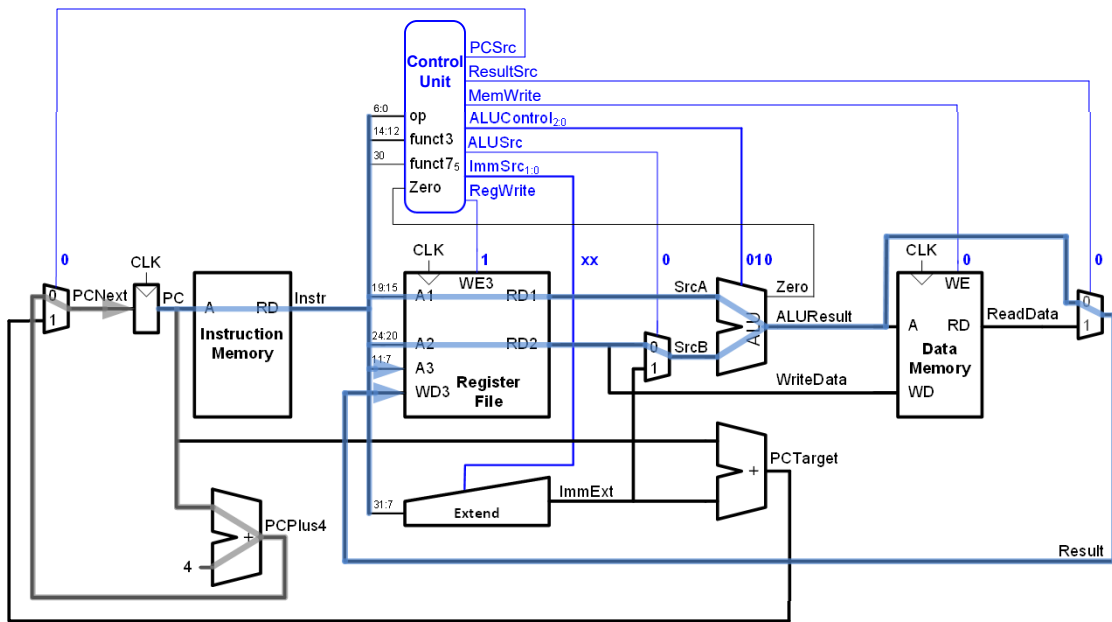 PCSrc
Control
Unit
ResultSrc
MemWrite
6:0
op
ALUControl2:0
14:12
funct3
ALUSrc
30
funct75
ImmSrc1:0
Zero
RegWrite
0
CLK
CLK
1
xx
0
010
CLK
0
0
0
1
PCNext
PC
A
RD
Instr
Instruction
Memory
19:15
A1
WE3
RD1
24:20
A2
RD2
11:7
A3
WD3
Register
File
0
1
SrcA
SrcB
ALU
Zero
ALUResult
WriteData
WE
A
RD
Data
Memory
WD
ReadData
0
1
PCTarget
+
31:7
Extend
ImmExt
PCPlus4
+
4
Result